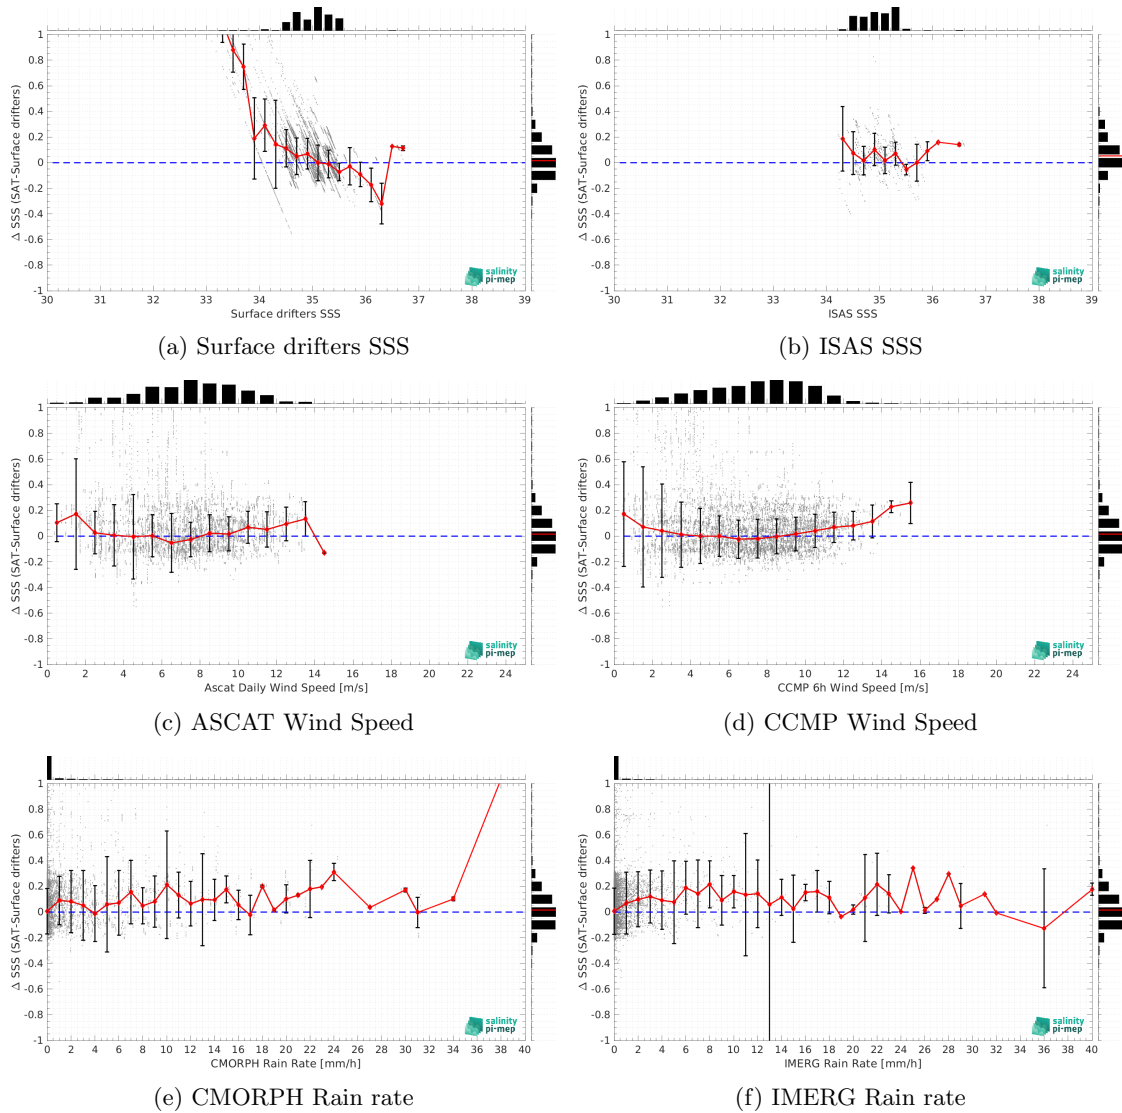 1
0.8
0.6
0.4
0.2
0
-0.2
-0.4
-0.6
-0.8
-1
Δ SSS (SAT-Surface drifters)
30 31 32 33 34 35 36 37 38 39
Surface drifters SSS
salinity
pi-mep
(a) Surface drifters SSS
1
0.8
0.6
0.4
0.2
0
-0.2
-0.4
-0.6
-0.8
-1
Δ SSS (SAT-Surface drifters)
30 31 32 33 34 35 36 37 38 39
ISAS SSS
salinity
pi-mep
(b) ISAS SSS
1
0.8
0.6
0.4
0.2
0
-0.2
-0.4
-0.6
-0.8
-1
Δ SSS (SAT-Surface drifters)
0 2 4 6 8 10 12 14 16 18 20 22 24
Ascat Daily Wind Speed [m/s]
salinity
pi-mep
(c) ASCAT Wind Speed
1
0.8
0.6
0.4
0.2
0
-0.2
-0.4
-0.6
-0.8
-1
Δ SSS (SAT-Surface drifters)
0 2 4 6 8 10 12 14 16 18 20 22 24
CCMP 6h Wind Speed [m/s]
salinity
pi-mep
(d) CCMP Wind Speed
1
0.8
0.6
0.4
0.2
0
-0.2
-0.4
-0.6
-0.8
-1
Δ SSS (SAT-Surface drifters)
0 2 4 6 8 10 12 14 16 18 20 22 24 26 28 30 32 34 36 38 40
CMORPH Rain Rate [mm/h]
salinity
pi-mep
(e) CMORPH Rain rate
1
0.8
0.6
0.4
0.2
0
-0.2
-0.4
-0.6
-0.8
-1
Δ SSS (SAT-Surface drifters)
0 2 4 6 8 10 12 14 16 18 20 22 24 26 28 30 32 34 36 38 40
IMERG Rain Rate [mm/h]
salinity
pi-mep
(f) IMERG Rain rate